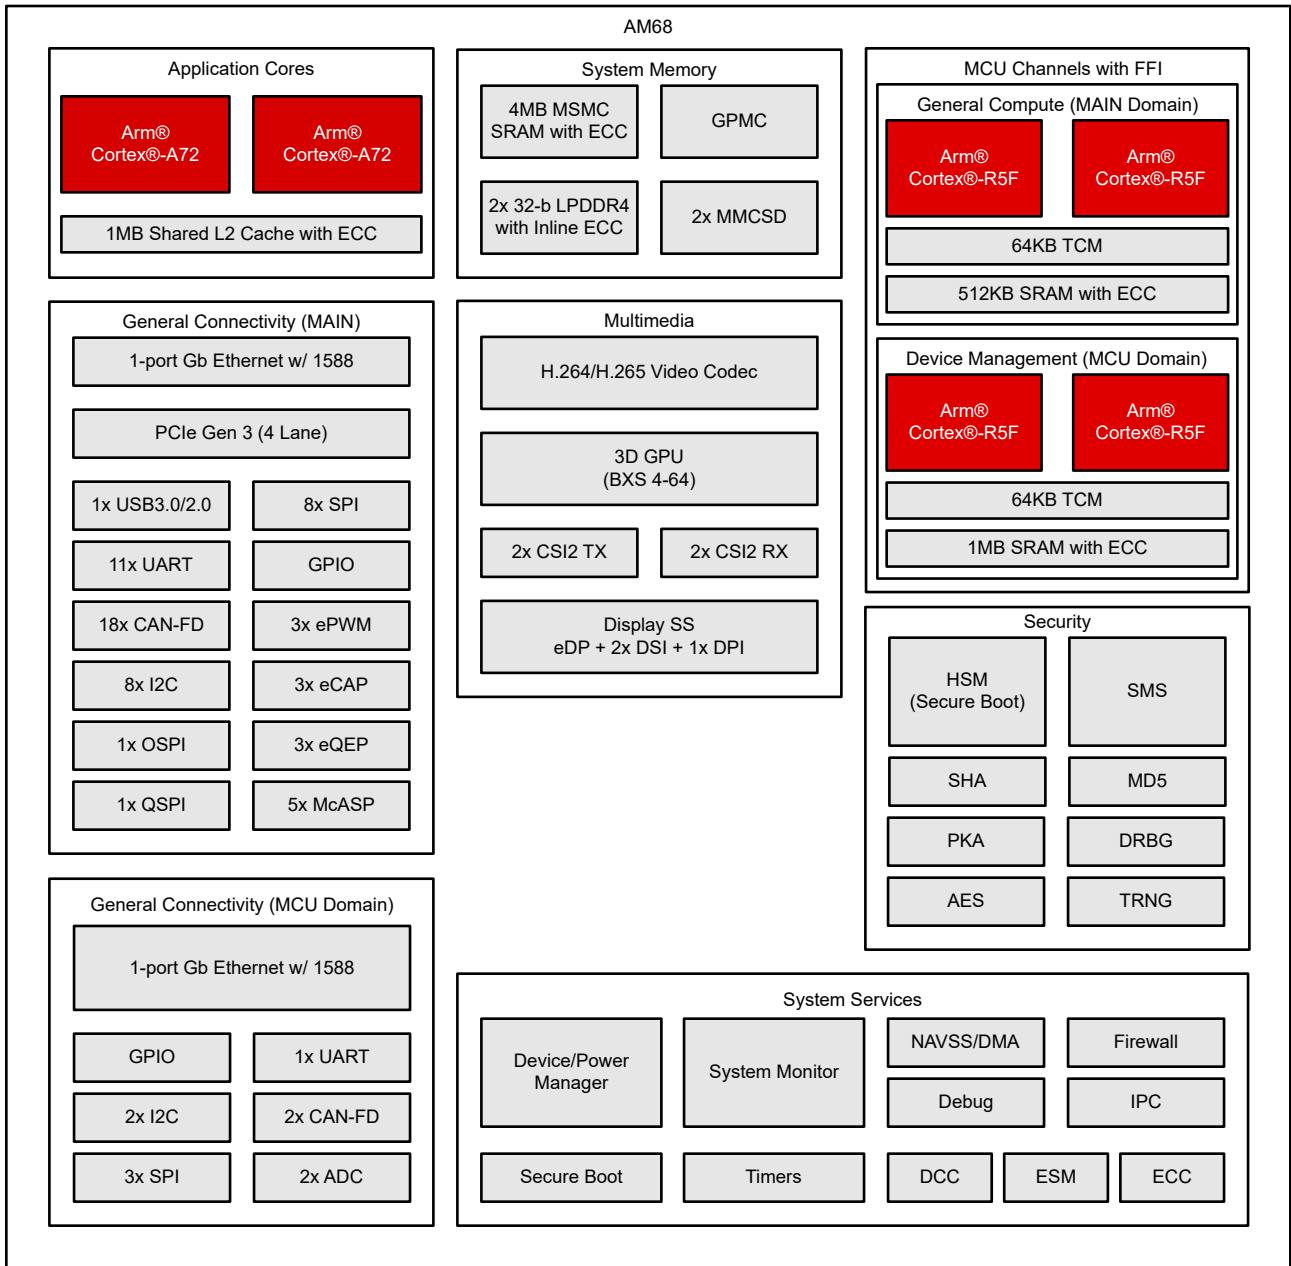 AM68
Application Cores
Arm®
Cortex®-A72
Arm®
Cortex®-A72
1MB Shared L2 Cache with ECC
System Memory
4MB MSMC
SRAM with ECC
GPMC
2x 32-b LPDDR4
with Inline ECC
2x MMCSD
MCU Channels with FFI
General Compute (MAIN Domain)
Arm®
Cortex®-R5F
Arm®
Cortex®-R5F
64KB TCM
512KB SRAM with ECC
Device Management (MCU Domain)
Arm®
Cortex®-R5F
Arm®
Cortex®-R5F
64KB TCM
1MB SRAM with ECC
General Connectivity (MAIN)
1-port Gb Ethernet w/ 1588
PCIe Gen 3 (4 Lane)
1x USB3.0/2.0
8x SPI
11x UART
GPIO
18x CAN-FD
3x ePWM
8x I2C
3x eCAP
1x OSPI
3x eQEP
1x QSPI
5x McASP
Multimedia
H.264/H.265 Video Codec
3D GPU
(BXS 4-64)
2x CSI2 TX
2x CSI2 RX
Display SS
eDP + 2x DSI + 1x DPI
Security
HSM
(Secure Boot)
SMS
SHA
MD5
PKA
DRBG
AES
TRNG
General Connectivity (MCU Domain)
1-port Gb Ethernet w/ 1588
GPIO
1x UART
2x I2C
2x CAN-FD
3x SPI
2x ADC
System Services
Device/Power
Manager
System Monitor
NAVSS/DMA
Firewall
Debug
IPC
Secure Boot
Timers
DCC
ESM
ECC